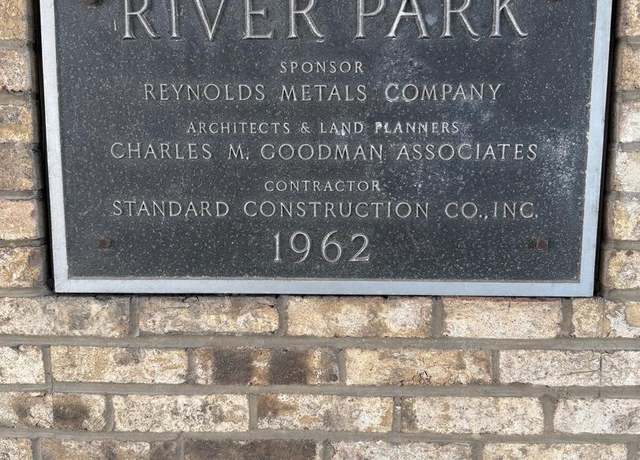 RIVER PARK
SPONSOR
REYNOLDS METALS COMPANY
ARCHITECTS & LAND PLANNERS
CHARLES M. GOODMAN ASSOCIATES
CONTRACTOR
STANDARD CONSTRUCTION CO., INC.
1962